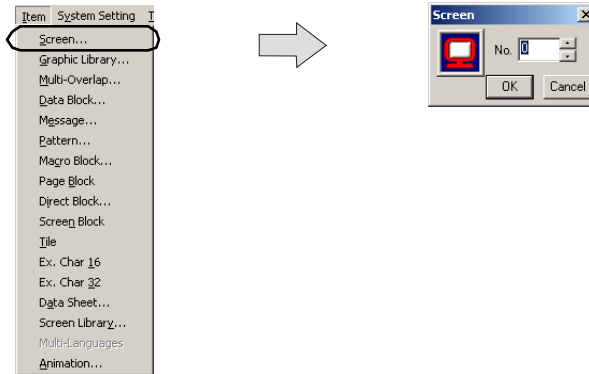 Item System Setting T
Screen...
Graphic Library...
Multi-Overlap...
Data Block...
Message...
Pattern...
Macro Block...
Page Block
Direct Block...
Screen Block
Tile
Ex. Char 16
Ex. Char 32
Data Sheet...
Screen Library...
Multi-Languages
Animation...
Screen
No. 0
OK Cancel